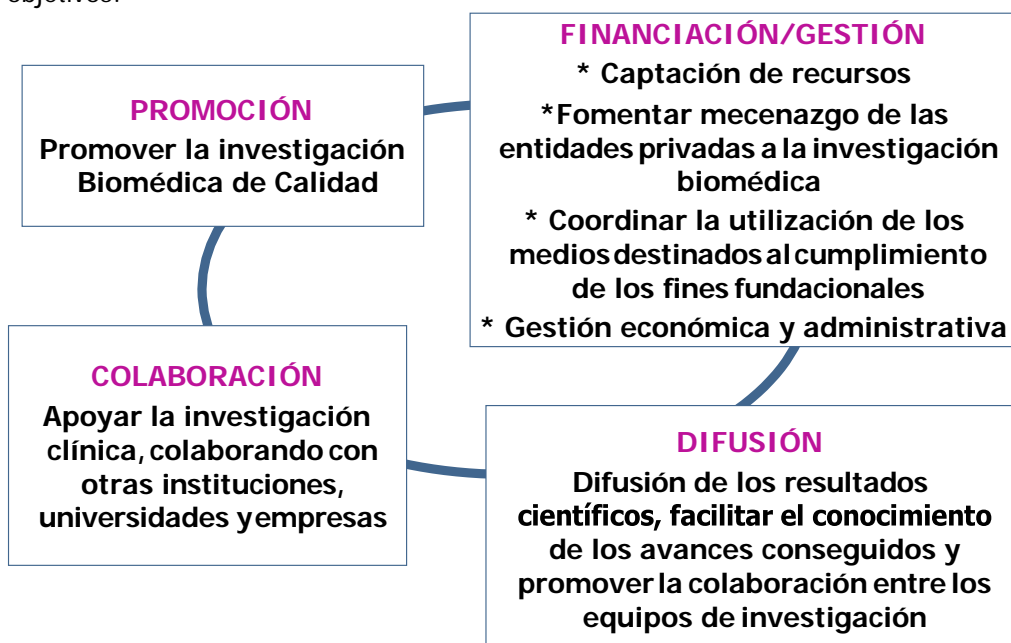 objetivos:
PROMOCIÓN
Promover la investigación
Biomédica de Calidad
FINANCIACIÓN/GESTIÓN
* Captación de recursos
*Fomentar mecenazgo de las
entidades privadas a la investigación
biomédica
* Coordinar la utilización de los
medios destinados al cumplimiento
de los fines fundacionales
* Gestión económica y administrativa
COLABORACIÓN
Apoyar la investigación
clínica, colaborando con
otras instituciones,
universidades y empresas
DIFUSIÓN
Difusión de los resultados
científicos, facilitar el conocimiento
de los avances conseguidos y
promover la colaboración entre los
equipos de investigación